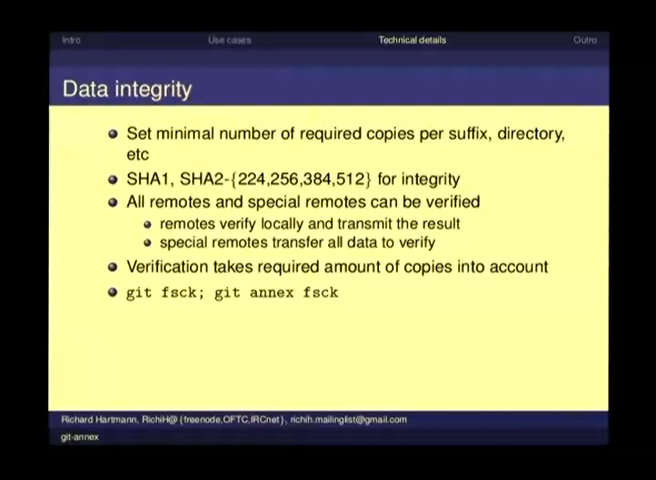 Intro Use cases Technical details Outro
Data integrity
Set minimal number of required copies per suffix, directory,
etc
SHA1, SHA2-{224,256,384,512} for integrity
All remotes and special remotes can be verified
remotes verify locally and transmit the result
special remotes transfer all data to verify
Verification takes required amount of copies into account
git fsck; git annex fsck
Richard Hartmann, RichiH@{freenode,OFTC,IRCnet}, richih.mailinglist@gmail.com
git-annex